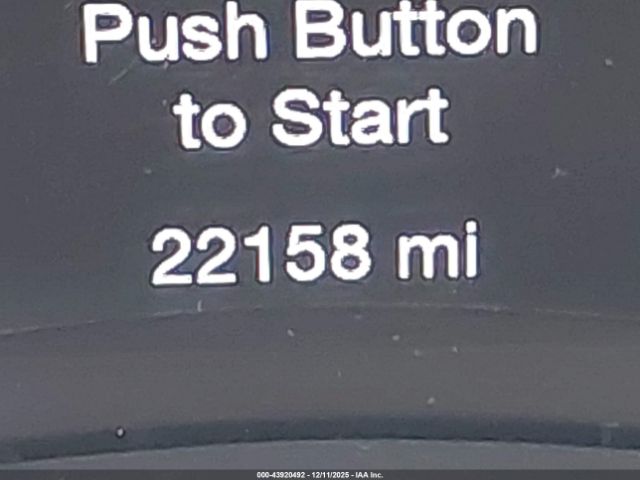 Push Button
to Start
22158 mi
000-43920492 - 12/11/2025 - IAA Inc.